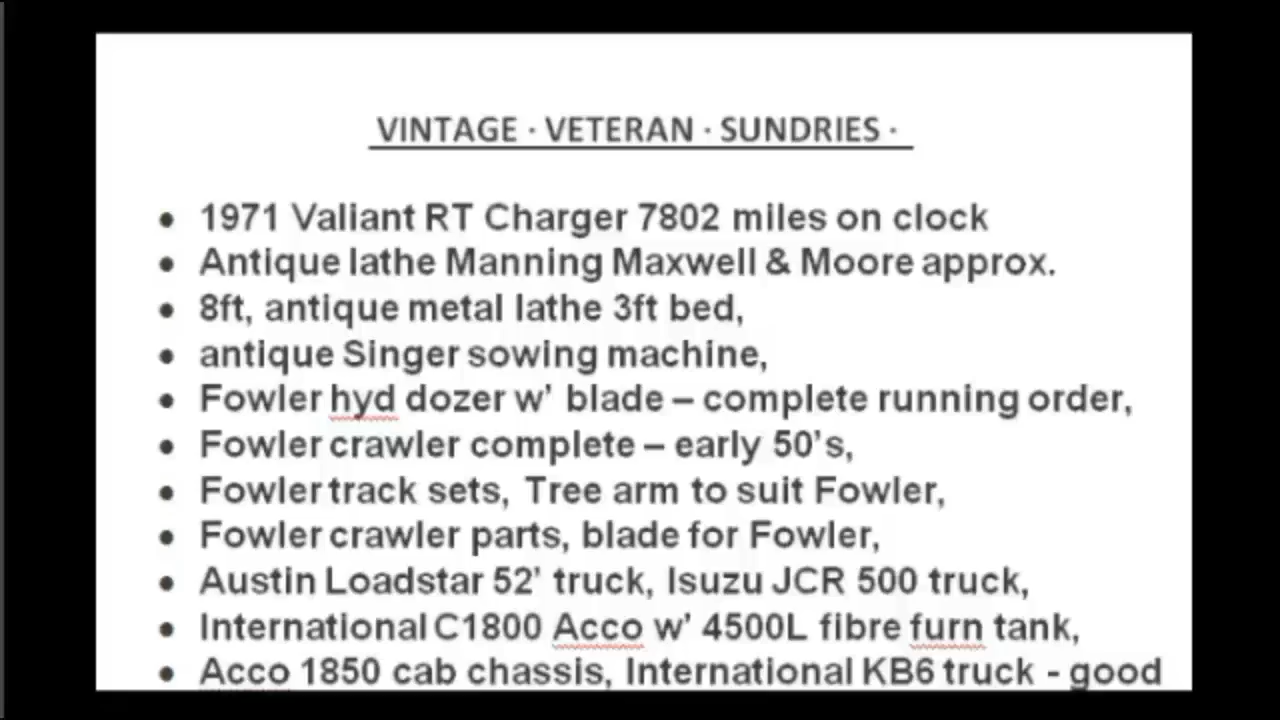 VINTAGE · VETERAN · SUNDRIES ·
• 1971 Valiant RT Charger 7802 miles on clock
• Antique lathe Manning Maxwell & Moore approx.
• 8ft, antique metal lathe 3ft bed,
• antique Singer sowing machine,
• Fowler hyd dozer w’ blade – complete running order,
• Fowler crawler complete – early 50’s,
• Fowler track sets, Tree arm to suit Fowler,
• Fowler crawler parts, blade for Fowler,
• Austin Loadstar 52’ truck, Isuzu JCR 500 truck,
• International C1800 Acco w’ 4500L fibre furn tank,
• Acco 1850 cab chassis, International KB6 truck - good